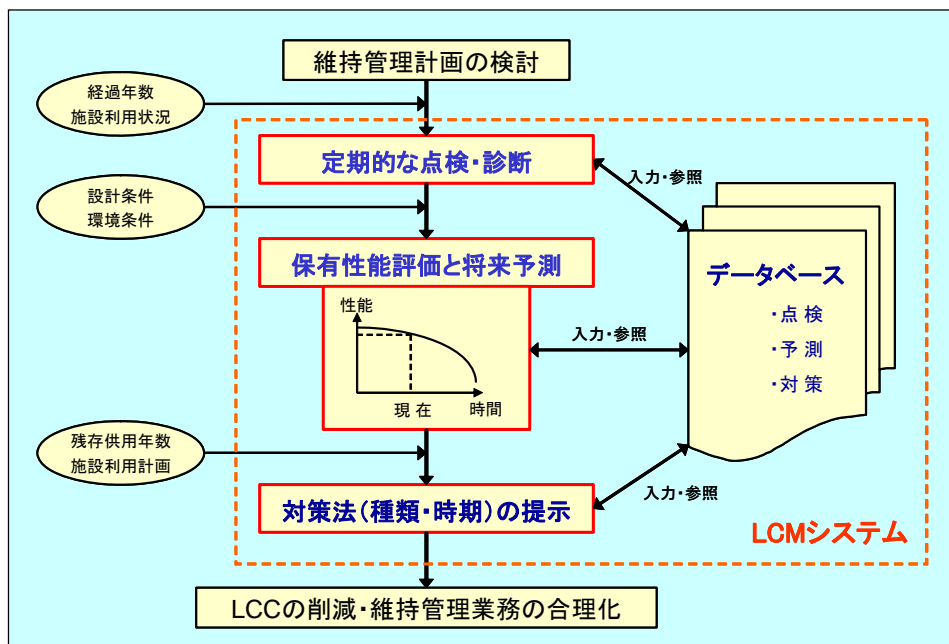 維持管理計画の検討
経過年数
施設利用状況
定期的な点検・診断
入力・参照
設計条件
環境条件
保有性能評価と将来予測
データベース
・点 検
・予 測
・対 策
性能
現 在
時間
入力・参照
残存供用年数
施設利用計画
入力・参照
対策法(種類・時期)の提示
LCMシステム
LCCの削減・維持管理業務の合理化